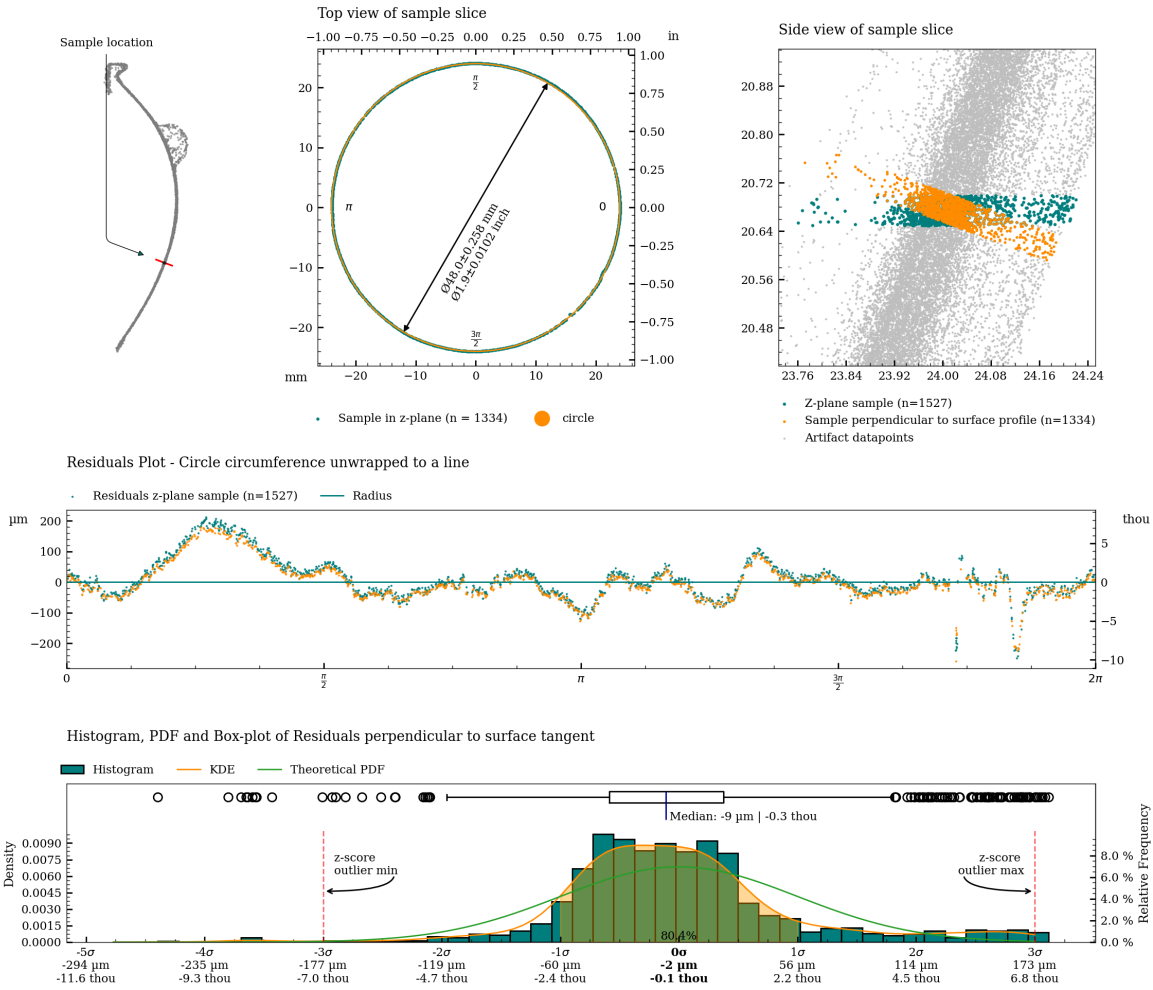 Top view of sample slice
Sample location
−1.00 −0.75 −0.50 −0.25 0.00 0.25 0.50 0.75 1.00 in
Side view of sample slice
20
10
0
−10
−20
mm
−20 −10 0 10 20
1.00
0.75
0.50
0.25
0.00
−0.25
−0.50
−0.75
−1.00
π/2
π
0
3π/2
Ø48.0±0.258 mm
Ø1.9±0.0102 inch
Sample in z-plane (n = 1334)
circle
20.88
20.80
20.72
20.64
20.56
20.48
23.76 23.84 23.92 24.00 24.08 24.16 24.24
Z-plane sample (n=1527)
Sample perpendicular to surface profile (n=1334)
Artifact datapoints
Residuals Plot - Circle circumference unwrapped to a line
Residuals z-plane sample (n=1527)
Radius
µm
200
100
0
−100
−200
thou
5
0
−5
−10
0 π/2 π 3π/2 2π
Histogram, PDF and Box-plot of Residuals perpendicular to surface tangent
Histogram
KDE
Theoretical PDF
Median: -9 µm | -0.3 thou
Density
0.0090
0.0075
0.0060
0.0045
0.0030
0.0015
0.0000
z-score
outlier min
z-score
outlier max
80.4%
Relative Frequency
8.0 %
6.0 %
4.0 %
2.0 %
0.0 %
-5σ -4σ -3σ -2σ -1σ 0σ 1σ 2σ 3σ
-294 µm -235 µm -177 µm -119 µm -60 µm -2 µm 56 µm 114 µm 173 µm
-11.6 thou -9.3 thou -7.0 thou -4.7 thou -2.4 thou -0.1 thou 2.2 thou 4.5 thou 6.8 thou